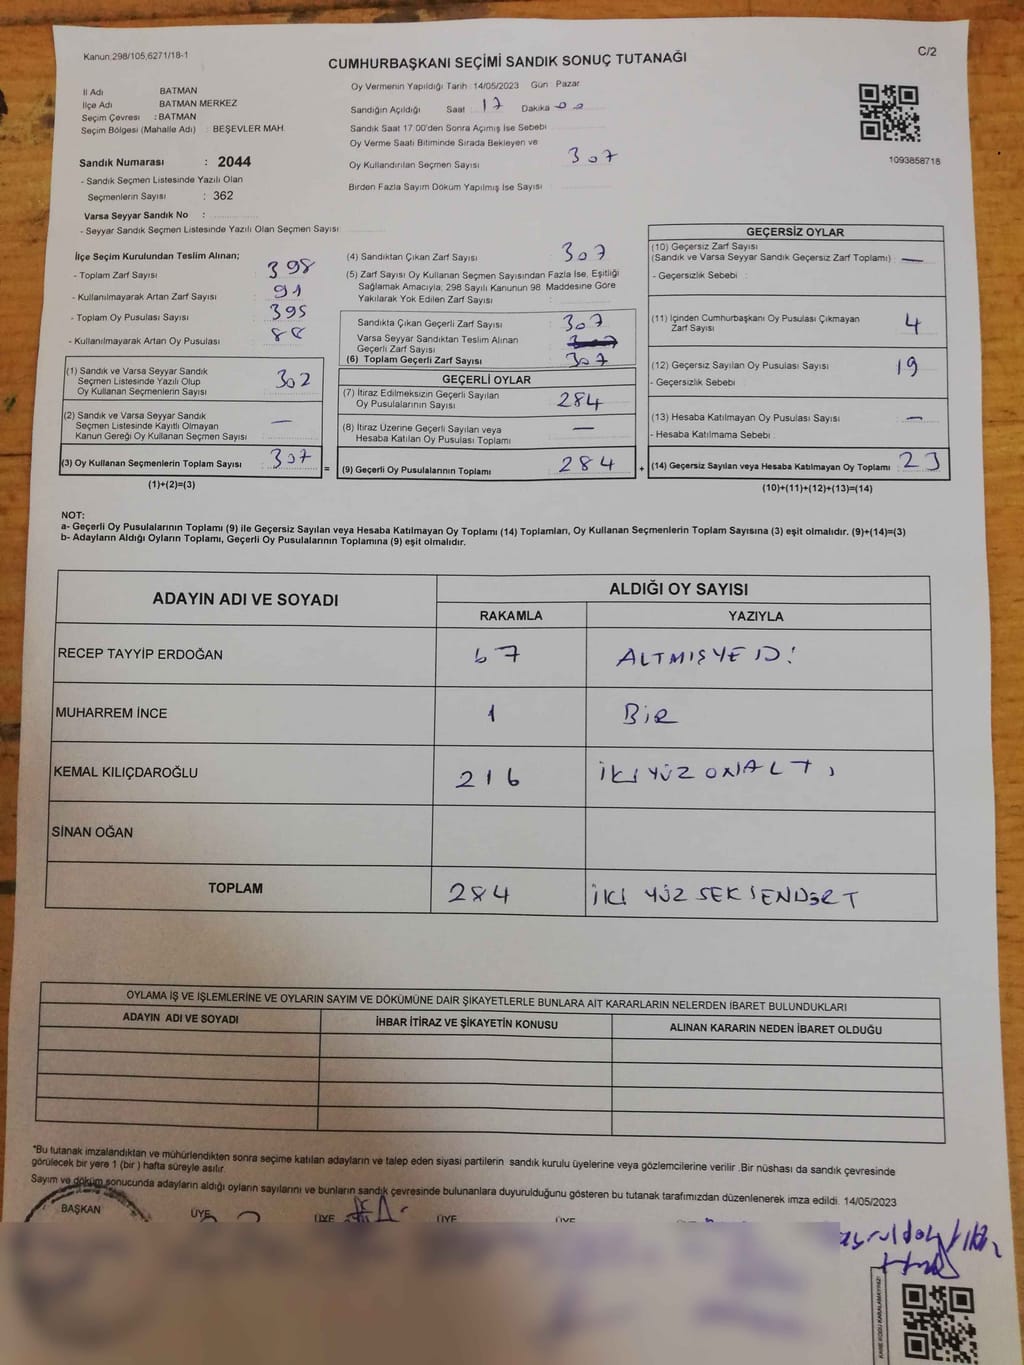 Kanun:298/105,6271/18-1
C/2
CUMHURBAŞKANI SEÇİMİ SANDIK SONUÇ TUTANAĞI
İl Adı BATMAN
İlçe Adı BATMAN MERKEZ
Seçim Çevresi : BATMAN
Seçim Bölgesi (Mahalle Adı) : BEŞEVLER MAH.
Sandık Numarası : 2044
- Sandık Seçmen Listesinde Yazılı Olan
Seçmenlerin Sayısı : 362
Varsa Seyyar Sandık No :
- Seyyar Sandık Seçmen Listesinde Yazılı Olan Seçmen Sayısı
Oy Vermenin Yapıldığı Tarih 14/05/2023 Gün Pazar
Sandığın Açıldığı Saat 17 Dakika 00
Sandık Saat 17.00'den Sonra Açımış İse Sebebi
Oy Verme Saati Bitiminde Sırada Bekleyen ve
Oy Kullandırılan Seçmen Sayısı 307
Birden Fazla Sayım Döküm Yapılmış İse Sayısı
1093858718
İlçe Seçim Kurulundan Teslim Alınan;
- Toplam Zarf Sayısı 398
- Kullanılmayarak Artan Zarf Sayısı : 91
- Toplam Oy Pusulası Sayısı : 395
- Kullanılmayarak Artan Oy Pusulası : 88
(1) Sandık ve Varsa Seyyar Sandık
Seçmen Listesinde Yazılı Olup
Oy Kullanan Seçmenlerin Sayısı 302
(2) Sandık ve Varsa Seyyar Sandık
Seçmen Listesinde Kayıtlı Olmayan
Kanun Gereği Oy Kullanan Seçmen Sayısı —
(3) Oy Kullanan Seçmenlerin Toplam Sayısı 307
(1)+(2)=(3)
=
(4) Sandıktan Çıkan Zarf Sayısı 307
(5) Zarf Sayısı Oy Kullanan Seçmen Sayısından Fazla İse, Eşitliği
Sağlamak Amacıyla, 298 Sayılı Kanunun 98. Maddesine Göre
Yakılarak Yok Edilen Zarf Sayısı :
Sandıkta Çıkan Geçerli Zarf Sayısı 307
Varsa Seyyar Sandıktan Teslim Alınan
Geçerli Zarf Sayısı
(6) Toplam Geçerli Zarf Sayısı 307
GEÇERLİ OYLAR
(7) İtiraz Edilmeksizin Geçerli Sayılan
Oy Pusulalarının Sayısı 284
(8) İtiraz Üzerine Geçerli Sayılan veya
Hesaba Katılan Oy Pusulası Toplamı —
(9) Geçerli Oy Pusulalarının Toplamı 284
+
GEÇERSİZ OYLAR
(10) Geçersiz Zarf Sayısı
(Sandık ve Varsa Seyyar Sandık Geçersiz Zarf Toplamı) : —
- Geçersizlik Sebebi :
(11) İçinden Cumhurbaşkanı Oy Pusulası Çıkmayan
Zarf Sayısı 4
(12) Geçersiz Sayılan Oy Pusulası Sayısı 19
- Geçersizlik Sebebi :
(13) Hesaba Katılmayan Oy Pusulası Sayısı —
- Hesaba Katılmama Sebebi :
(14) Geçersiz Sayılan veya Hesaba Katılmayan Oy Toplamı 23
(10)+(11)+(12)+(13)=(14)
NOT:
a- Geçerli Oy Pusulalarının Toplamı (9) ile Geçersiz Sayılan veya Hesaba Katılmayan Oy Toplamı (14) Toplamları, Oy Kullanan Seçmenlerin Toplam Sayısına (3) eşit olmalıdır. (9)+(14)=(3)
b- Adayların Aldığı Oyların Toplamı, Geçerli Oy Pusulalarının Toplamına (9) eşit olmalıdır.
ADAYIN ADI VE SOYADI ALDIĞI OY SAYISI
RAKAMLA YAZIYLA
RECEP TAYYİP ERDOĞAN 67 ALTMIŞYEDİ
MUHARREM İNCE 1 BİR
KEMAL KILIÇDAROĞLU 216 İKİ YÜZ ONALTI
SİNAN OĞAN
TOPLAM 284 İKİ YÜZ SEKSENDÖRT
OYLAMA İŞ VE İŞLEMLERİNE VE OYLARIN SAYIM VE DÖKÜMÜNE DAİR ŞİKAYETLERLE BUNLARA AİT KARARLARIN NELERDEN İBARET BULUNDUKLARI
ADAYIN ADI VE SOYADI İHBAR İTİRAZ VE ŞİKAYETİN KONUSU ALINAN KARARIN NEDEN İBARET OLDUĞU
*Bu tutanak imzalandıktan ve mühürlendikten sonra seçime katılan adayların ve talep eden siyasi partilerin sandık kurulu üyelerine veya gözlemcilerine verilir .Bir nüshası da sandık çevresinde
görülecek bir yere 1 (bir ) hafta süreyle asılır.
Sayım ve döküm sonucunda adayların aldığı oyların sayılarını ve bunların sandık çevresinde bulunanlara duyurulduğunu gösteren bu tutanak tarafımızdan düzenlenerek imza edildi. 14/05/2023
BAŞKAN ÜYE ÜYE ÜYE ÜYE